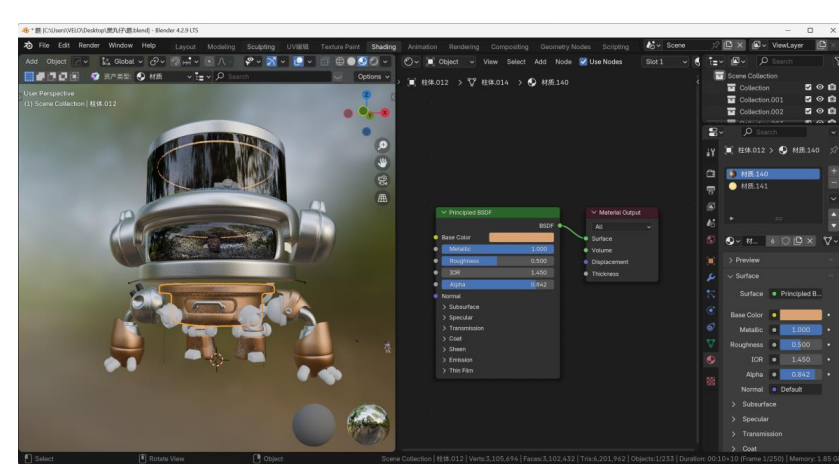 * 题 [C:\Users\VELO\Desktop\摸丸仔\题.blend] - Blender 4.2.9 LTS
File Edit Render Window Help Layout Modeling Sculpting UV编辑 Texture Paint Shading Animation Rendering Compositing Geometry Nodes Scripting Scene ViewLayer
Add Object Global Object View Select Add Node Use Nodes Slot 1 Search
资产类型: 材质 Search Options 柱体.012 > 柱体.014 > 材质.140 Scene Collection
User Perspective
(1) Scene Collection | 柱体.012
Collection
Collection.001
Collection.002
Search
柱体.012 > 材质.140
材质.140
材质.141
材... 6
Principled BSDF
BSDF
Base Color
Metallic 1.000
Roughness 0.500
IOR 1.450
Alpha 0.842
Normal
Subsurface
Specular
Transmission
Coat
Sheen
Emission
Thin Film
Material Output
All
Surface
Volume
Displacement
Thickness
Preview
Surface
Surface Principled B...
Base Color
Metallic 1.000
Roughness 0.500
IOR 1.450
Alpha 0.842
Normal Default
Subsurface
Specular
Transmission
Coat
Select Rotate View Object Scene Collection | 柱体.012 | Verts:3,105,694 | Faces:3,102,432 | Tris:6,201,962 | Objects:1/233 | Duration: 00:10+10 (Frame 1/250) | Memory: 1.85 G